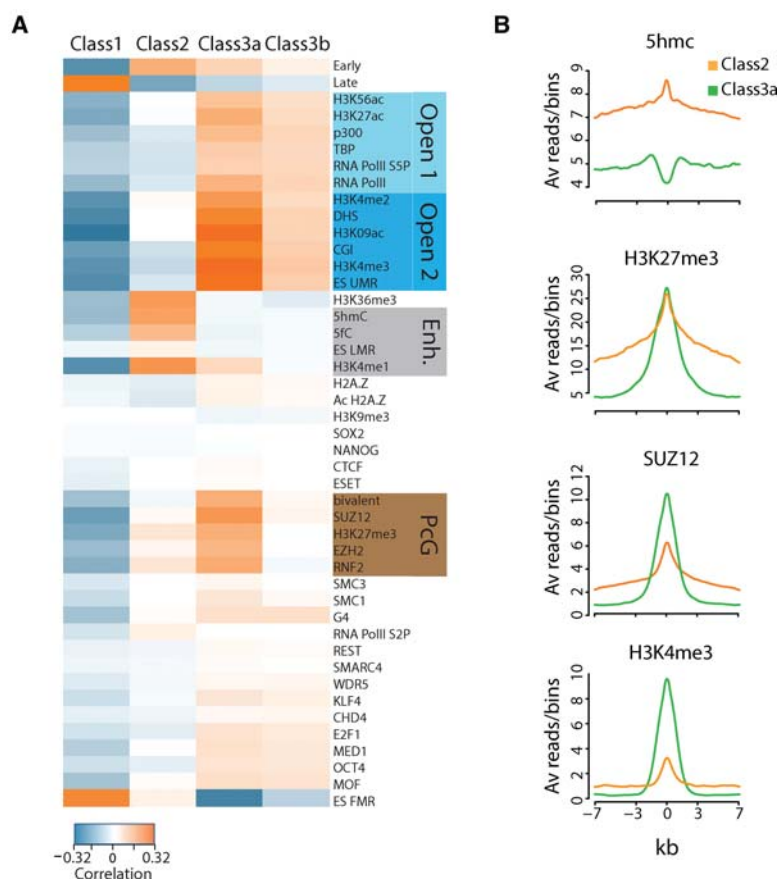 A
Class1 Class2 Class3a Class3b
Early
Late
H3K56ac
H3K27ac
p300
TBP
RNA PolII S5P
RNA PolII
Open 1
H3K4me2
DHS
H3K09ac
CGI
H3K4me3
ES UMR
Open 2
H3K36me3
5hmC
5fC
ES LMR
H3K4me1
Enh.
H2A.Z
Ac H2A.Z
H3K9me3
SOX2
NANOG
CTCF
ESET
bivalent
SUZ12
H3K27me3
EZH2
RNF2
PcG
SMC3
SMC1
G4
RNA PolII S2P
REST
SMARC4
WDR5
KLF4
CHD4
E2F1
MED1
OCT4
MOF
ES FMR
−0.32 0 0.32
Correlation
B
5hmc
Class2
Class3a
Av reads/bins
4 5 6 7 8 9
H3K27me3
Av reads/bins
5 10 15 20 25 30
SUZ12
Av reads/bins
0 2 4 6 8 10 12
H3K4me3
Av reads/bins
0 2 4 6 8 10
−7 −3 0 3 7
kb